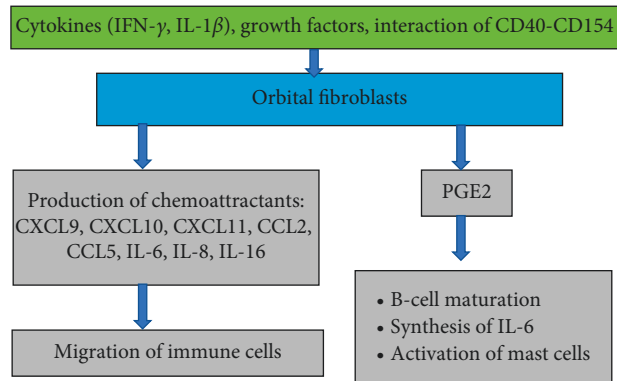 Cytokines (IFN-γ, IL-1β), growth factors, interaction of CD40-CD154
Orbital fibroblasts
Production of chemoattractants:
CXCL9, CXCL10, CXCL11, CCL2,
CCL5, IL-6, IL-8, IL-16
Migration of immune cells
PGE2
• B-cell maturation
• Synthesis of IL-6
• Activation of mast cells